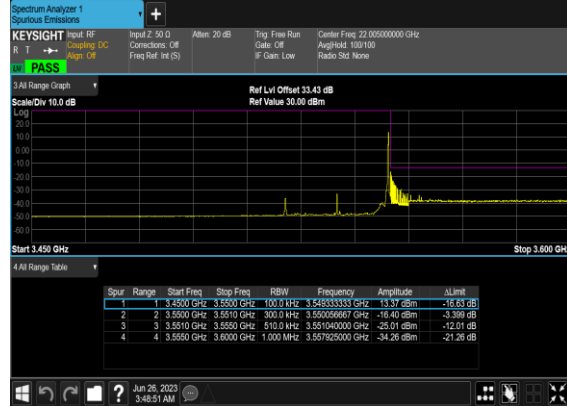 Spectrum Analyzer 1
Spurious Emissions
+
KEYSIGHT Input: RF Input Z: 50 Ω Atten: 20 dB Trig: Free Run Center Freq: 22.005000000 GHz
R T Coupling: DC Corrections: Off Gate: Off Avg|Hold: 100/100
Align: Off Freq Ref: Int (S) IF Gain: Low Radio Std: None
LW PASS
3 All Range Graph
Ref Lvl Offset 33.43 dB
Scale/Div 10.0 dB Ref Value 30.00 dBm
Log
20.0
10.0
0.00
-10.0
-20.0
-30.0
-40.0
-50.0
-60.0
Start 3.450 GHz Stop 3.600 GHz
4 All Range Table
Spur Range Start Freq Stop Freq RBW Frequency Amplitude ΔLimit
1 1 3.4500 GHz 3.5500 GHz 100.0 kHz 3.549333333 GHz 13.37 dBm -16.63 dB
2 2 3.5500 GHz 3.5510 GHz 300.0 kHz 3.550056667 GHz -16.40 dBm -3.399 dB
3 3 3.5510 GHz 3.5550 GHz 510.0 kHz 3.551040000 GHz -25.01 dBm -12.01 dB
4 4 3.5550 GHz 3.6000 GHz 1.000 MHz 3.557925000 GHz -34.26 dBm -21.26 dB
? Jun 26, 2023
3:48:51 AM